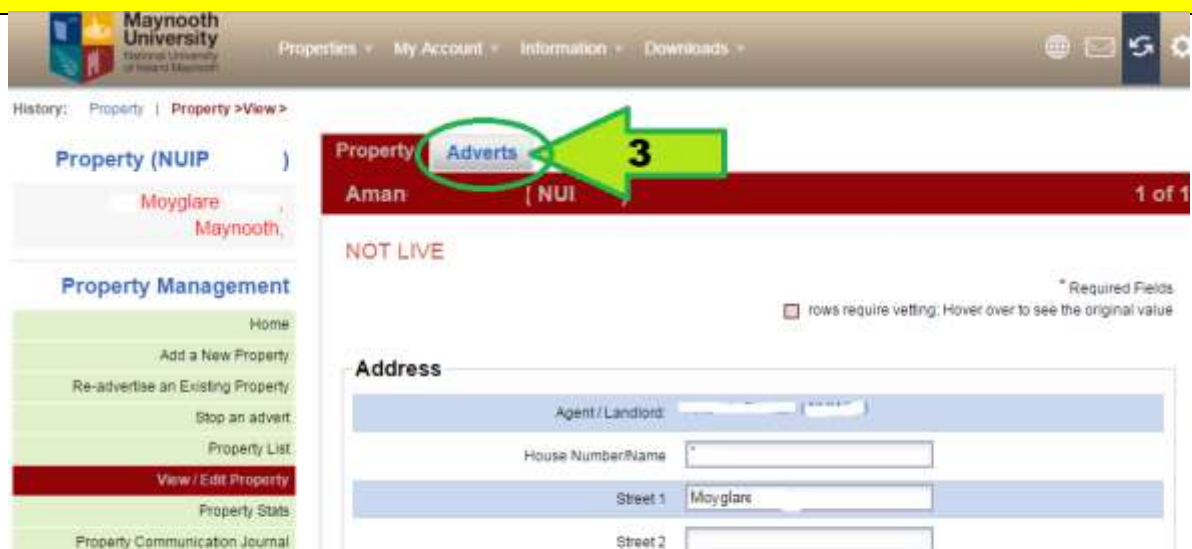 Maynooth
University
National University
of Ireland Maynooth
Properties My Account Information Downloads
History: Property | Property >View >
Property (NUIP )
Moyglare ,
Maynooth,
Property Management
Home
Add a New Property
Re-advertise an Existing Property
Stop an advert
Property List
View / Edit Property
Property Stats
Property Communication Journal
Property Adverts 3
Aman [ NUI ) 1 of 1
NOT LIVE
* Required Fields
rows require vetting: Hover over to see the original value
Address
Agent / Landlord:
House Number/Name *
Street 1 Moyglare
Street 2